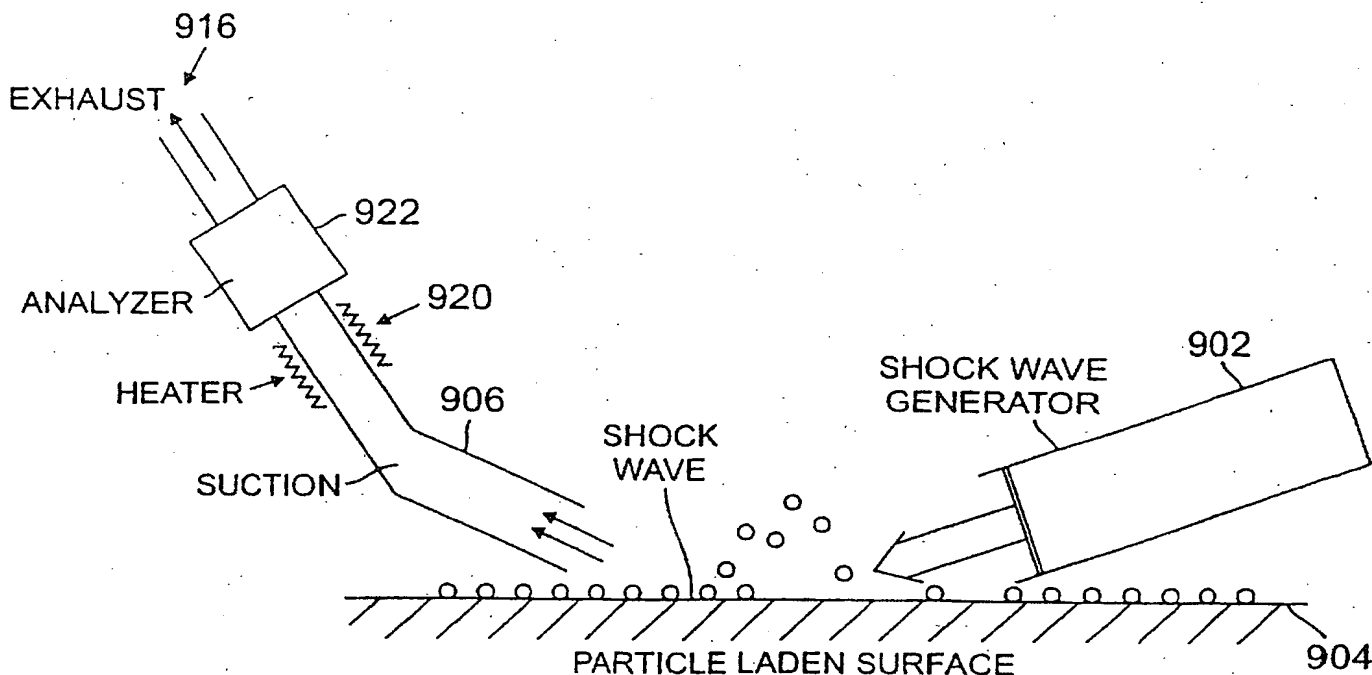 916
EXHAUST
922
ANALYZER
920
HEATER
906
SUCTION
SHOCK
WAVE
SHOCK WAVE
GENERATOR
902
PARTICLE LADEN SURFACE
904